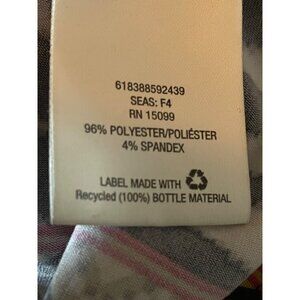 618388592439
SEAS: F4
RN 15099
96% POLYESTER/POLIÉSTER
4% SPANDEX
LABEL MADE WITH
Recycled (100%) BOTTLE MATERIAL